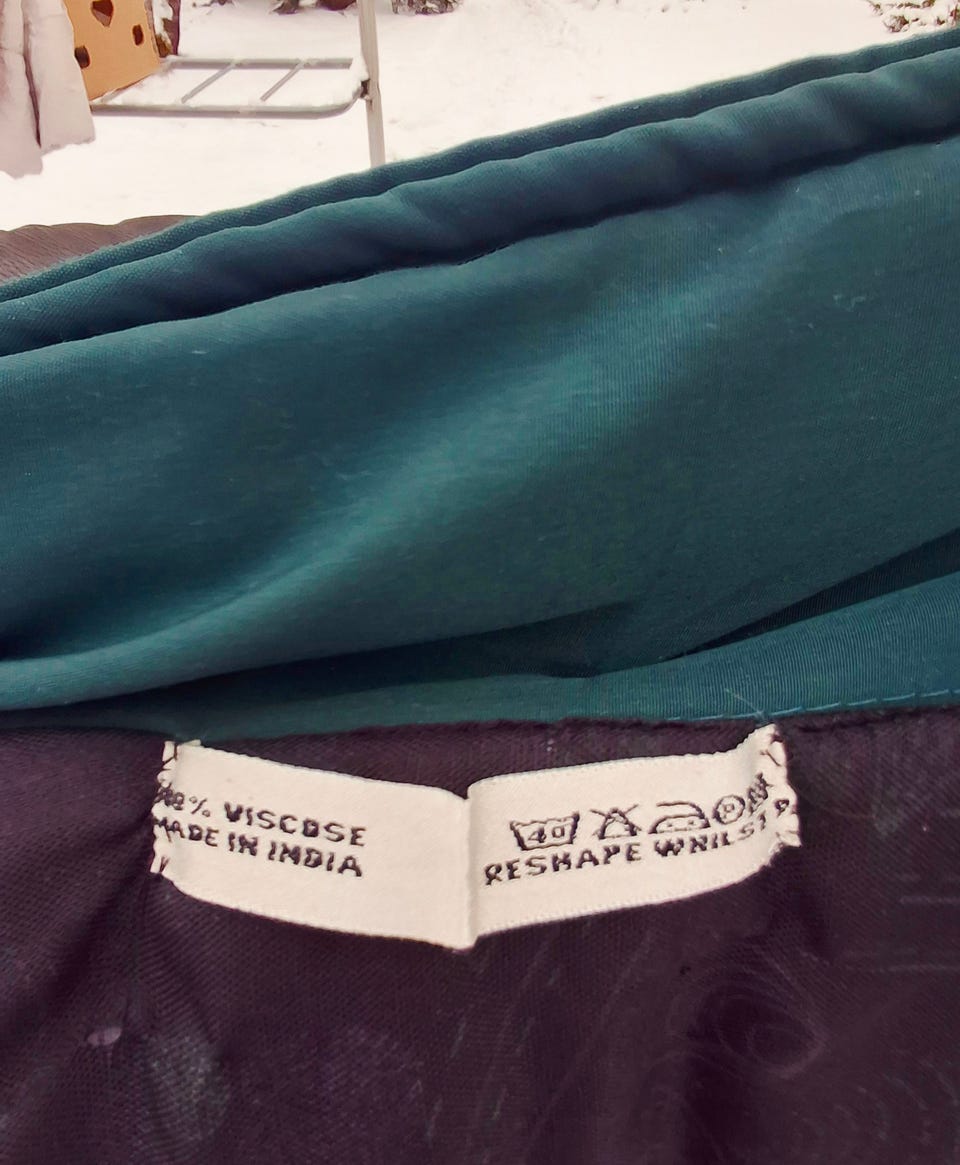 % VISCOSE
MADE IN INDIA
40
RESHAPE WHILST